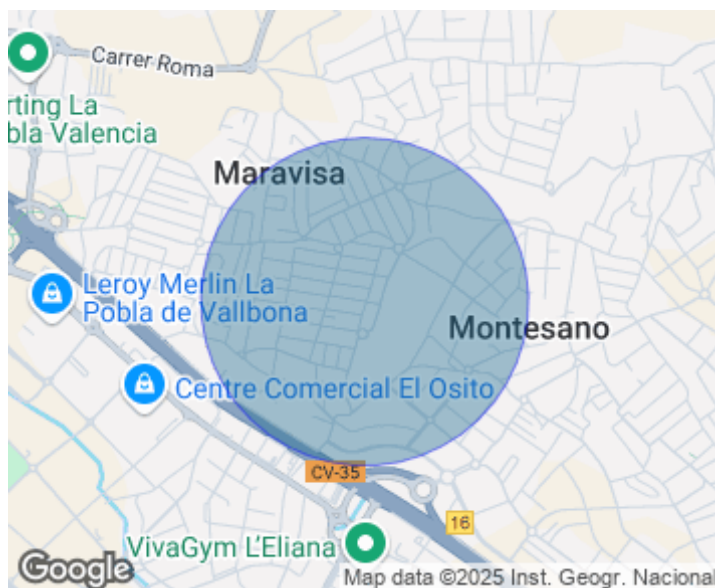 Carrer Roma
rting La
bla Valencia
Maravisa
Leroy Merlin La
Pobla de Vallbona
Montesano
Centre Comercial El Osito
CV-35
16
VivaGym L'Eliana
Google
Map data ©2025 Inst. Geogr. Nacional